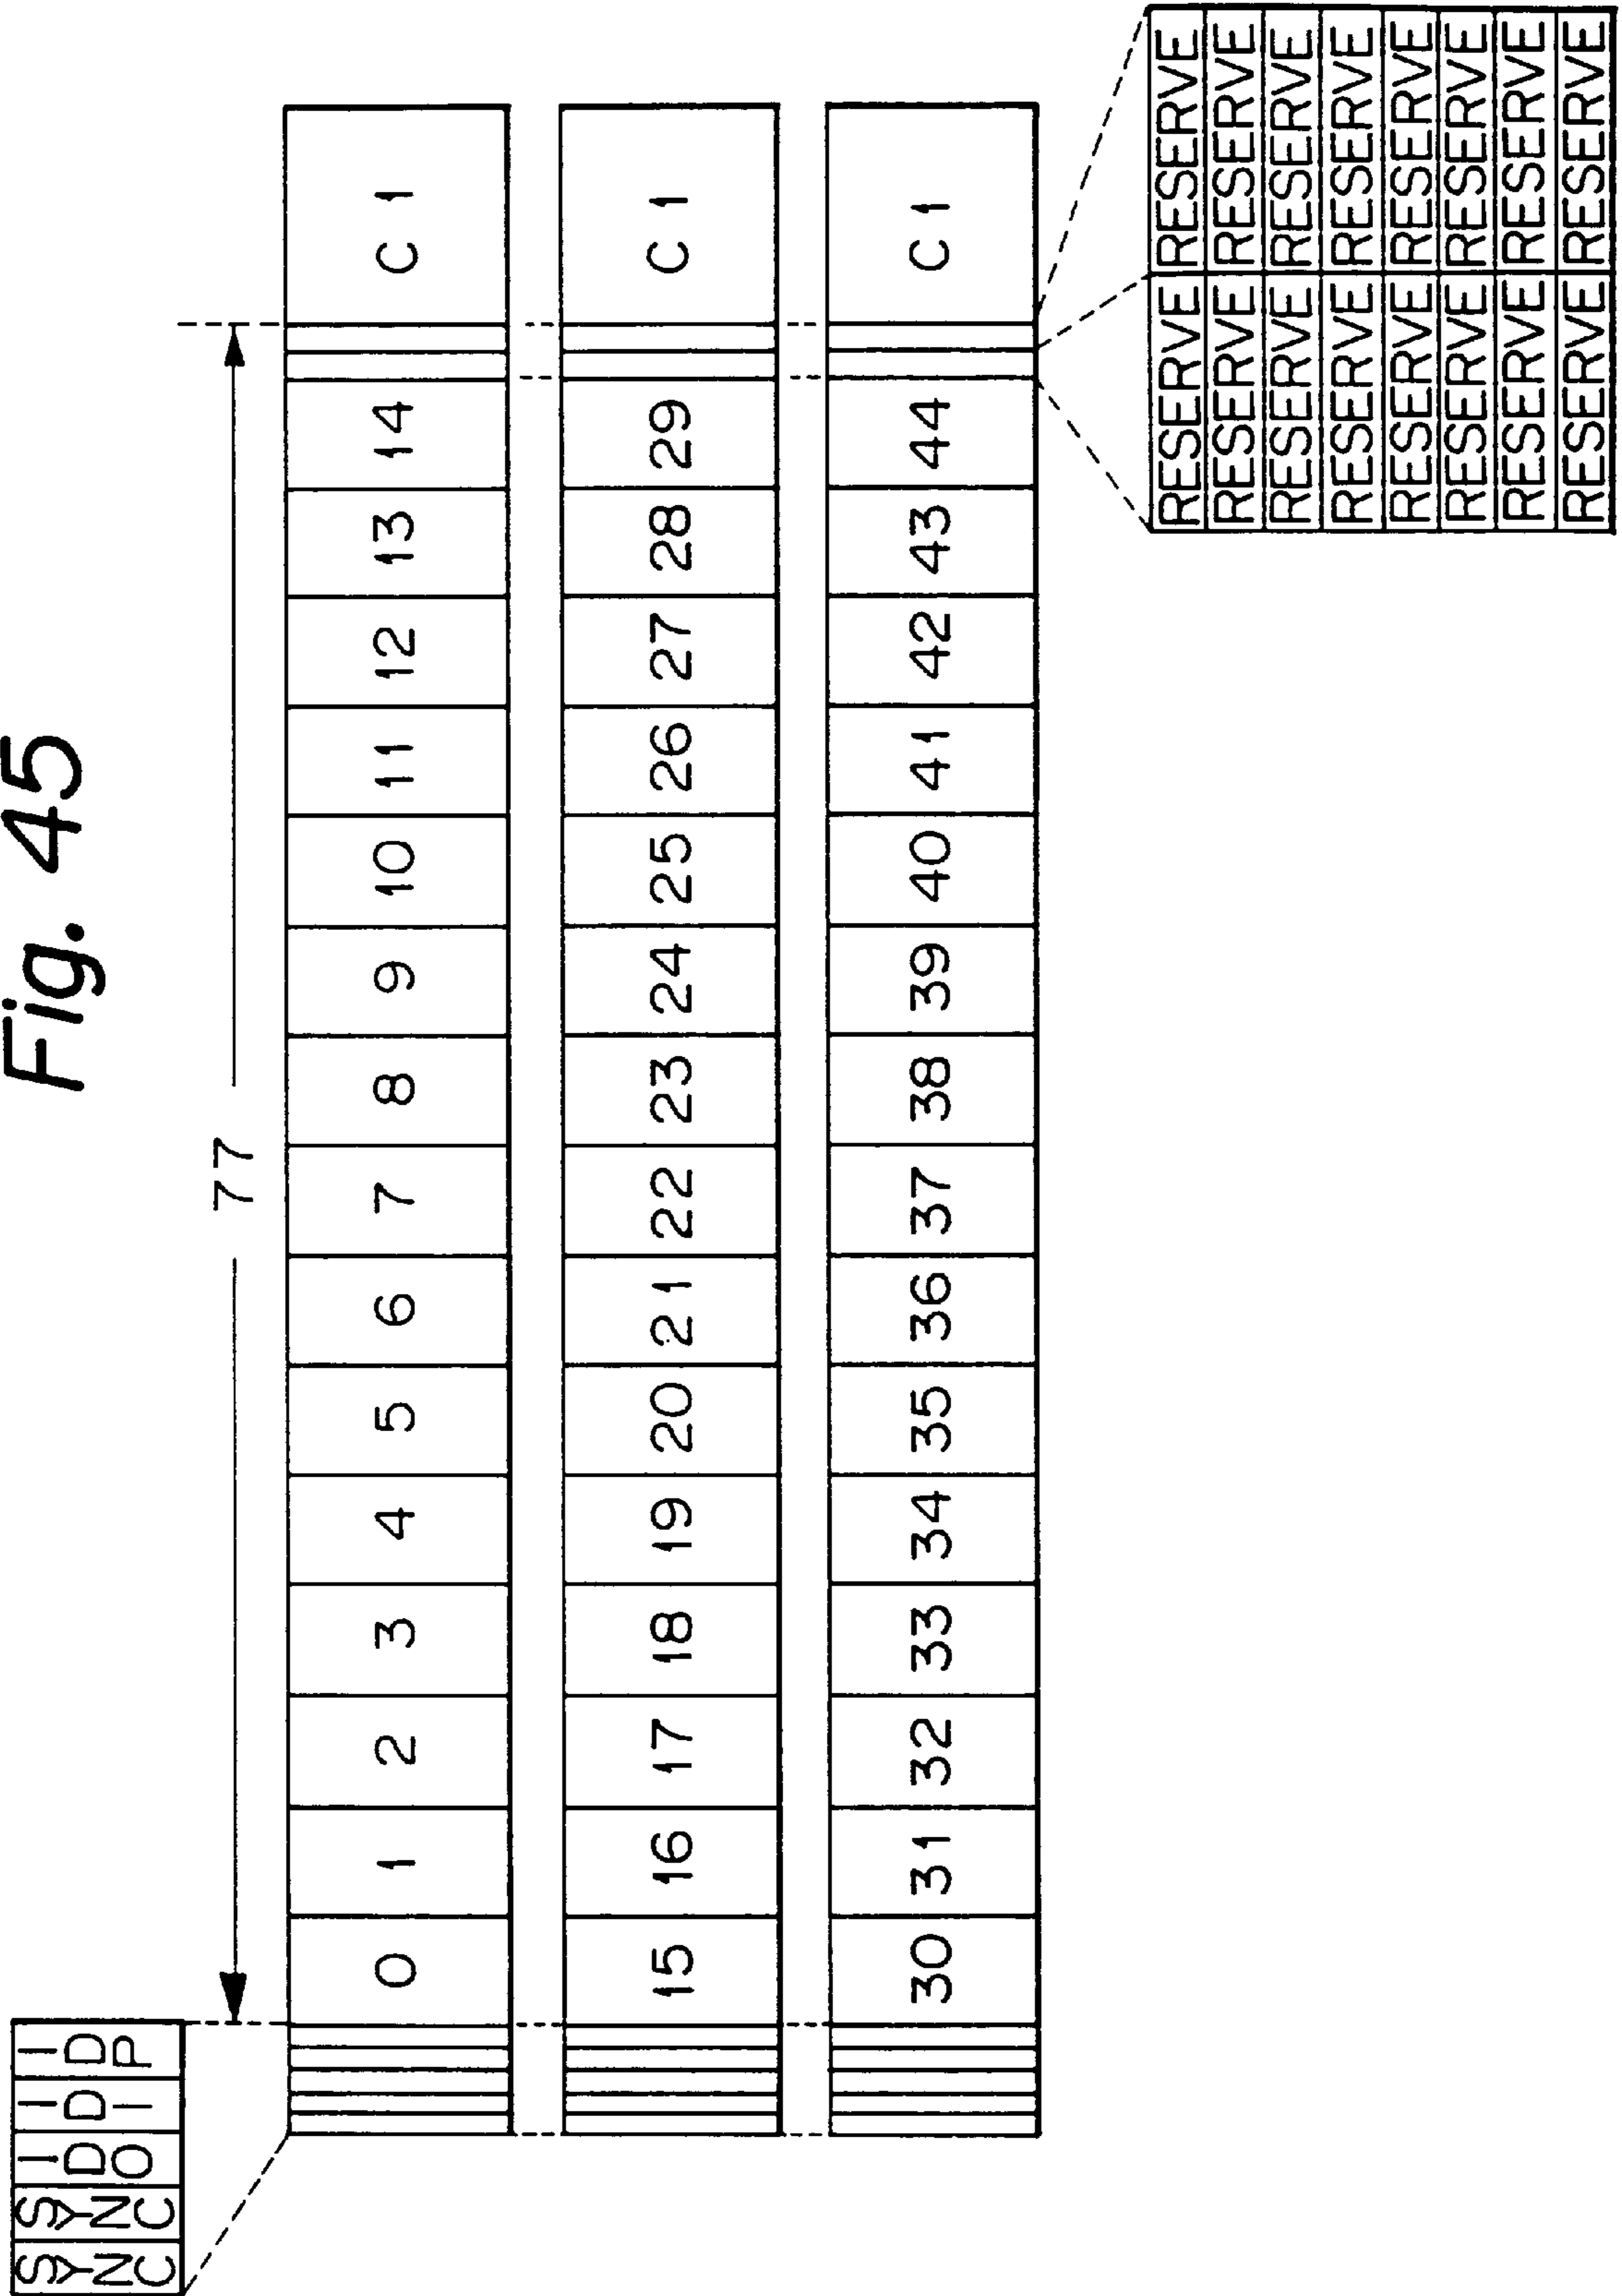 Fig. 45
SYNC SYNC ID0 ID1 IDP
77
0 1 2 3 4 5 6 7 8 9 10 11 12 13 14 C1
15 16 17 18 19 20 21 22 23 24 25 26 27 28 29 C1
30 31 32 33 34 35 36 37 38 39 40 41 42 43 44 C1
RESERVE RESERVE
RESERVE RESERVE
RESERVE RESERVE
RESERVE RESERVE
RESERVE RESERVE
RESERVE RESERVE
RESERVE RESERVE
RESERVE RESERVE